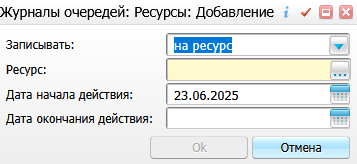 Журналы очередей: Ресурсы: Добавление
Записывать: на ресурс
Ресурс: ...
Дата начала действия: 23.06.2025
Дата окончания действия:
Ok Отмена